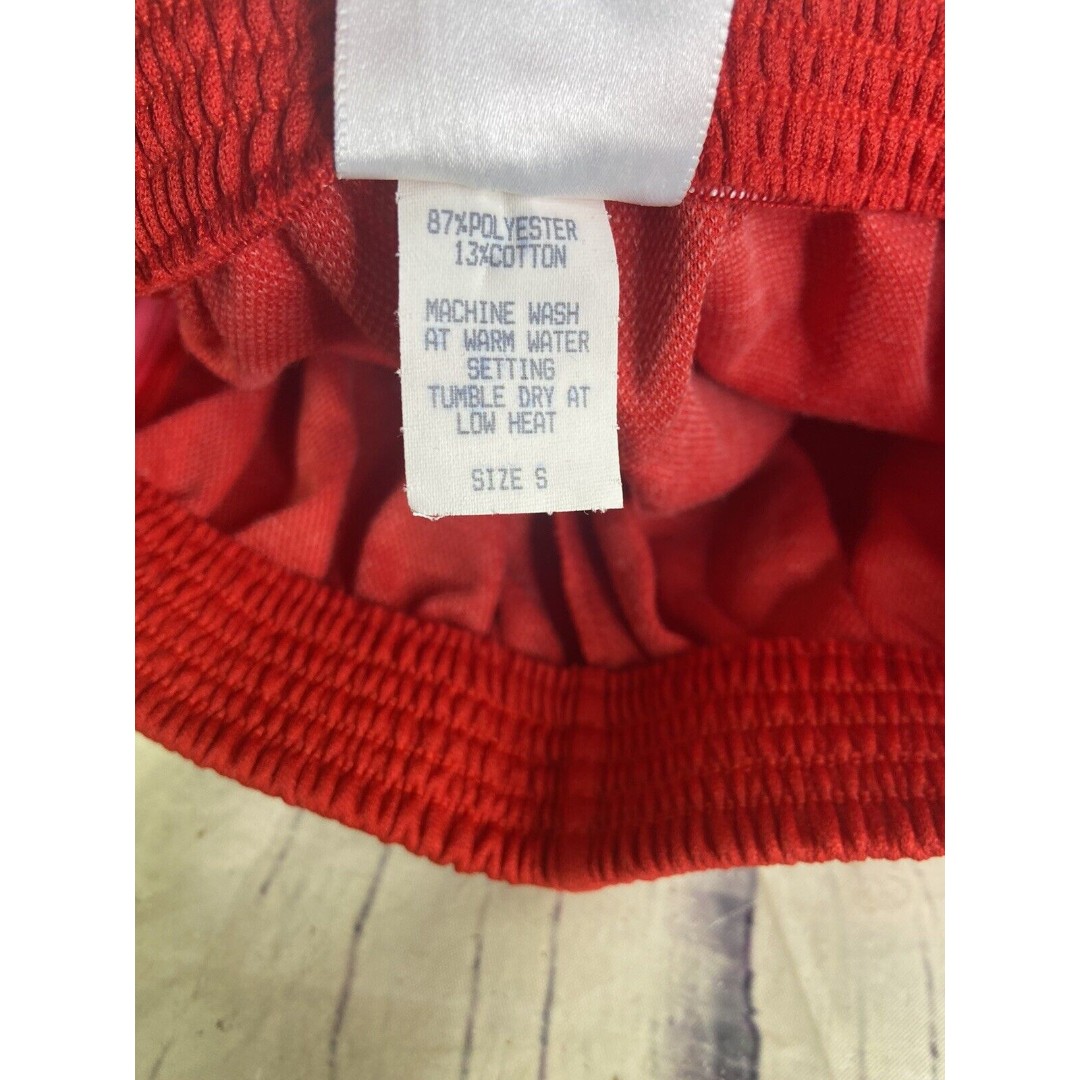 87%POLYESTER
13%COTTON
MACHINE WASH
AT WARM WATER
SETTING
TUMBLE DRY AT
LOW HEAT
SIZE S